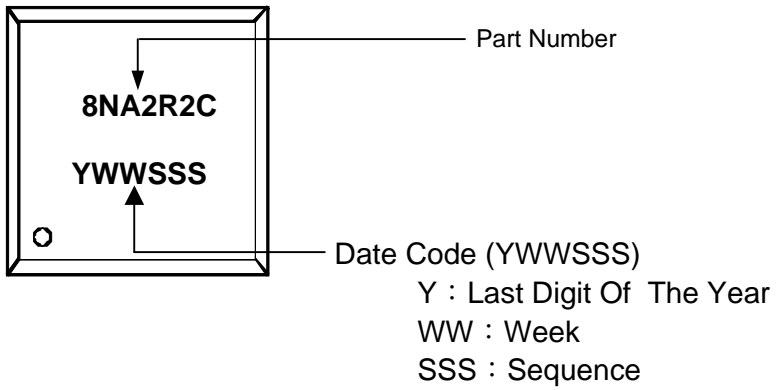 Part Number
8NA2R2C
YWWSSS
Date Code (YWWSSS)
Y：Last Digit Of The Year
WW：Week
SSS：Sequence